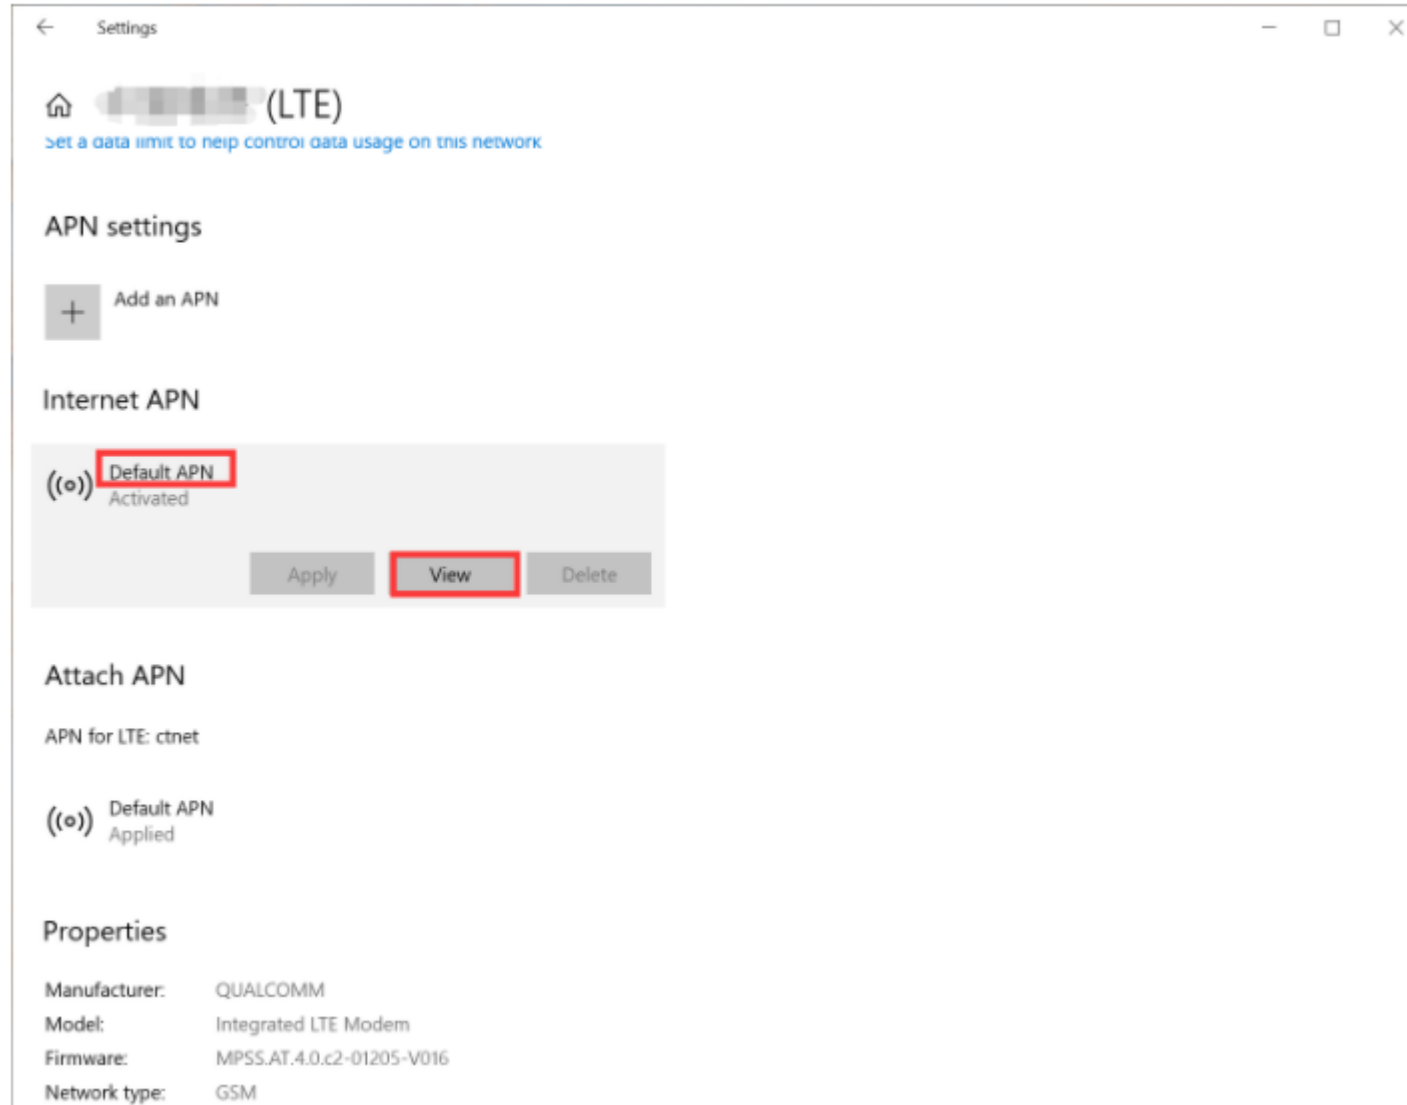 Settings
(LTE)
Set a data limit to help control data usage on this network
APN settings
Add an APN
Internet APN
Default APN
Activated
Apply View Delete
Attach APN
APN for LTE: ctnet
Default APN
Applied
Properties
Manufacturer: QUALCOMM
Model: Integrated LTE Modem
Firmware: MPSS.AT.4.0.c2-01205-V016
Network type: GSM